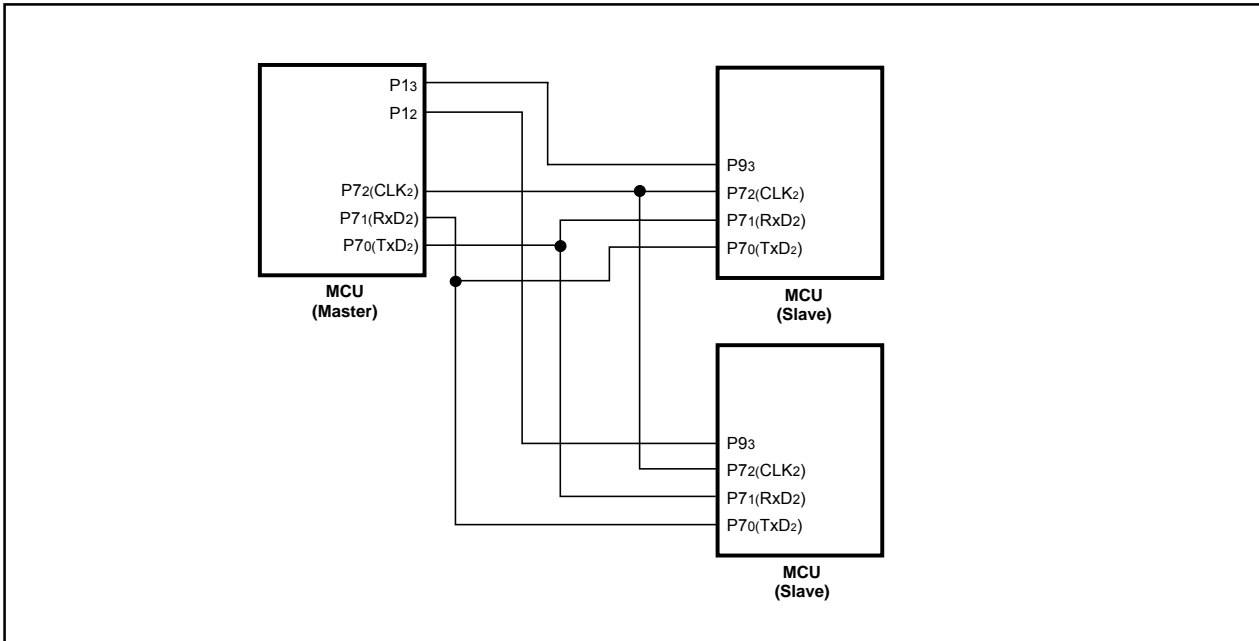 P13
P12
P72(CLK2)
P71(RxD2)
P70(TxD2)
MCU
(Master)
P93
P72(CLK2)
P71(RxD2)
P70(TxD2)
MCU
(Slave)
P93
P72(CLK2)
P71(RxD2)
P70(TxD2)
MCU
(Slave)